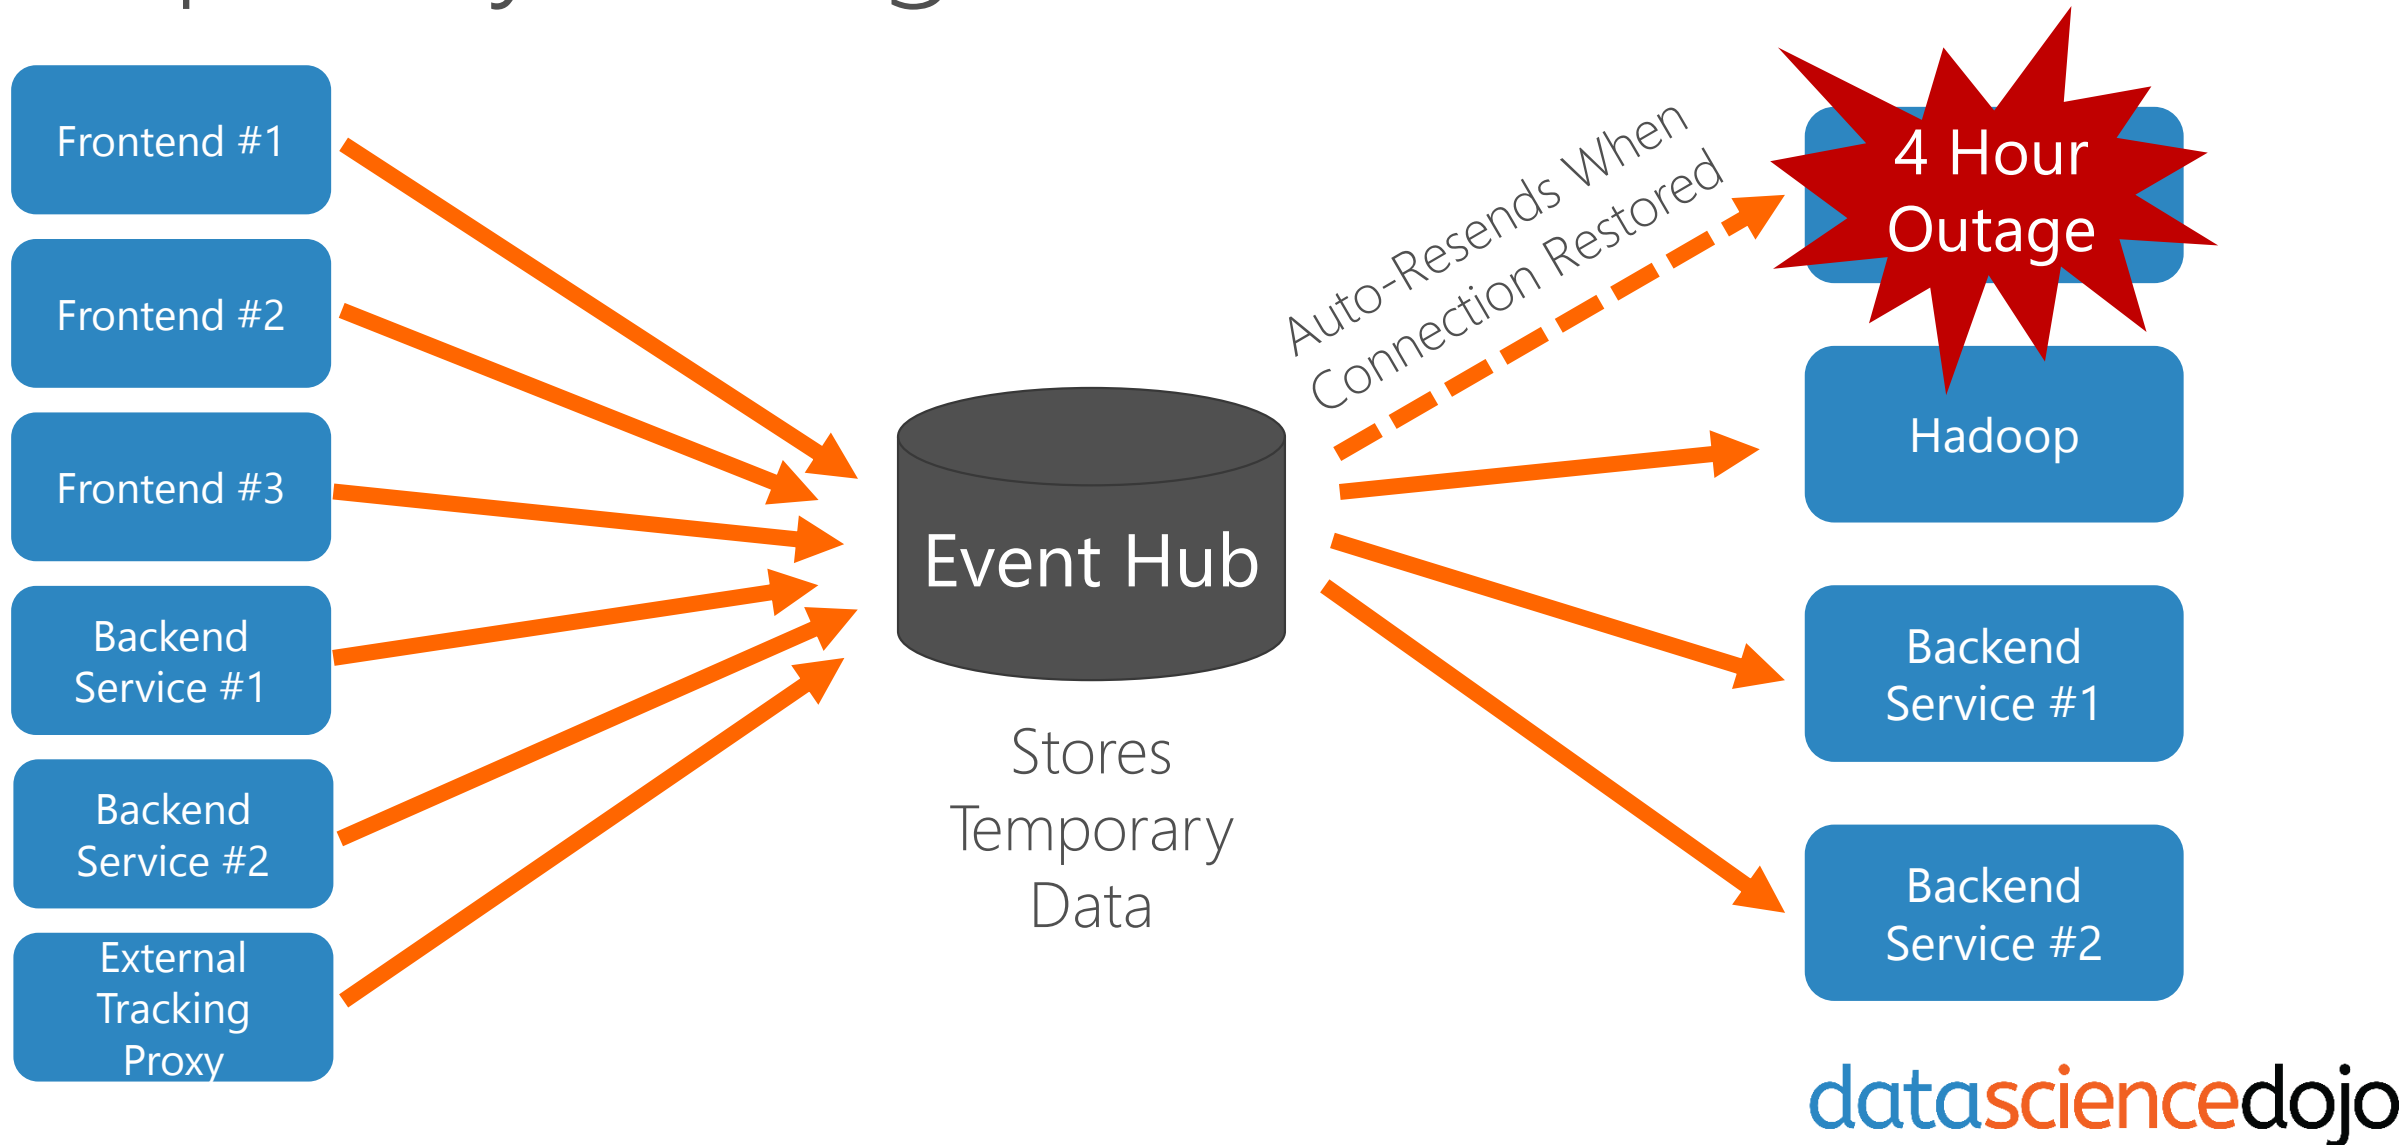 Frontend #1
Frontend #2
Frontend #3
Backend
Service #1
Backend
Service #2
External
Tracking
Proxy
Event Hub
Stores
Temporary
Data
Auto-Resends When
Connection Restored
4 Hour
Outage
Hadoop
Backend
Service #1
Backend
Service #2
datasciencedojo